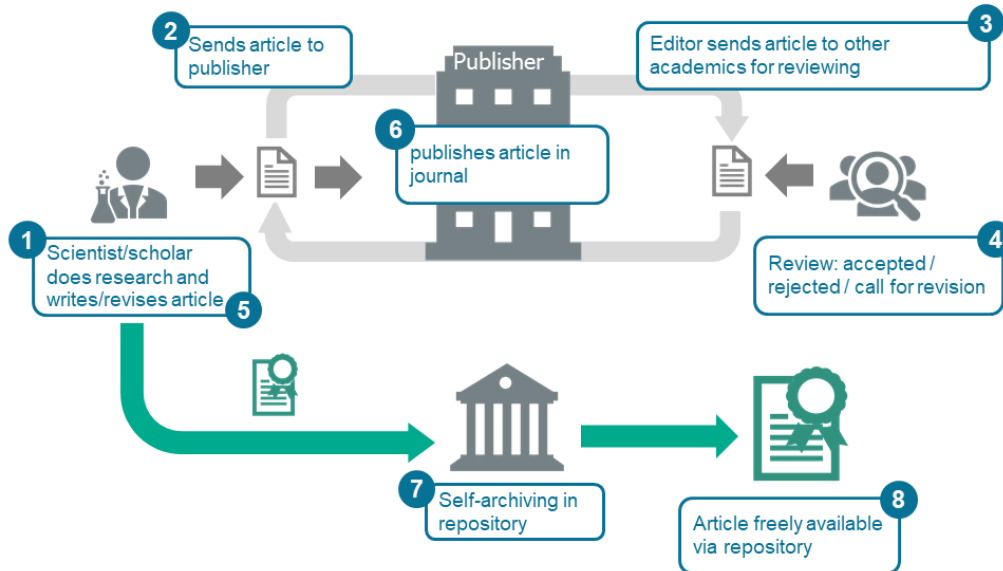 2
Sends article to
publisher
Publisher
3
Editor sends article to other
academics for reviewing
6
publishes article in
journal
1
Scientist/scholar
does research and
writes/revises article
5
4
Review: accepted /
rejected / call for revision
7
Self-archiving in
repository
8
Article freely available
via repository